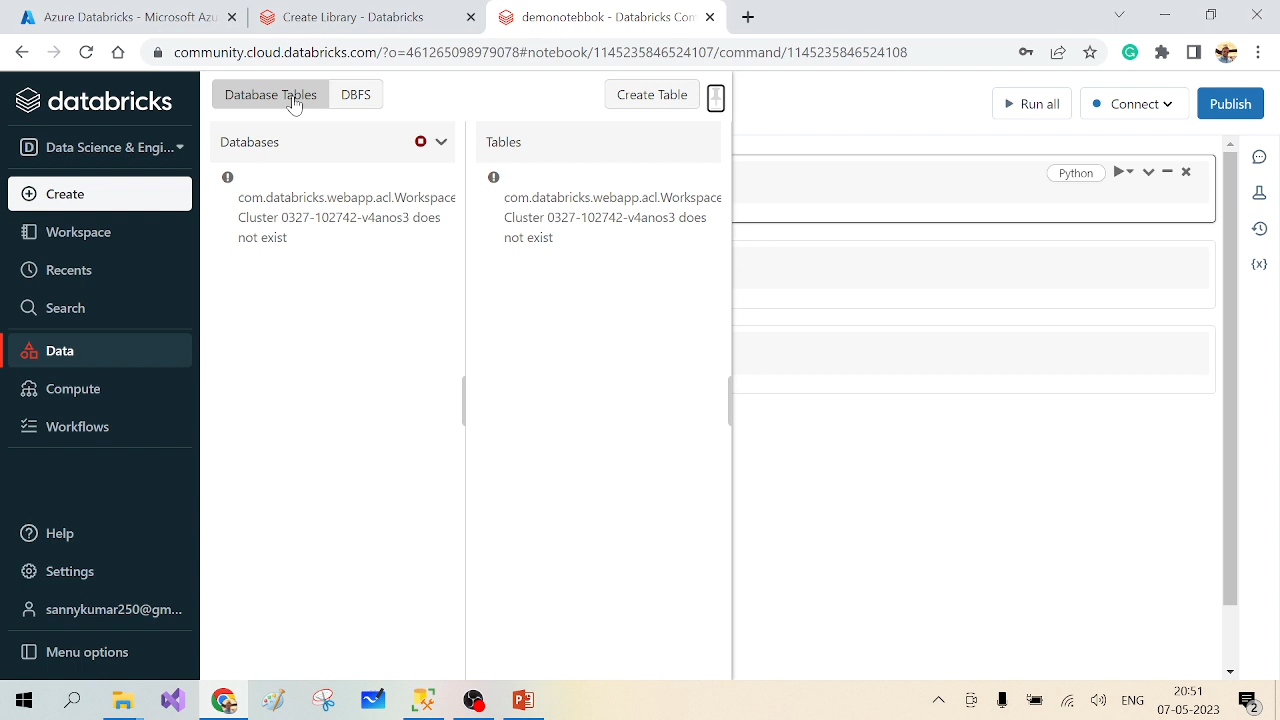 Azure Databricks - Microsoft Azu
Create Library - Databricks
demonotebbok - Databricks Com
community.cloud.databricks.com/?o=461265098979078#notebook/1145235846524107/command/1145235846524108
databricks
Data Science & Engi...
Create
Workspace
Recents
Search
Data
Compute
Workflows
Help
Settings
sannykumar250@gm...
Menu options
Database Tables
DBFS
Create Table
Databases
com.databricks.webapp.acl.Workspace
Cluster 0327-102742-v4anos3 does
not exist
Tables
com.databricks.webapp.acl.Workspace
Cluster 0327-102742-v4anos3 does
not exist
Run all
Connect
Publish
Python
{x}
ENG
20:51
07-05-2023
2